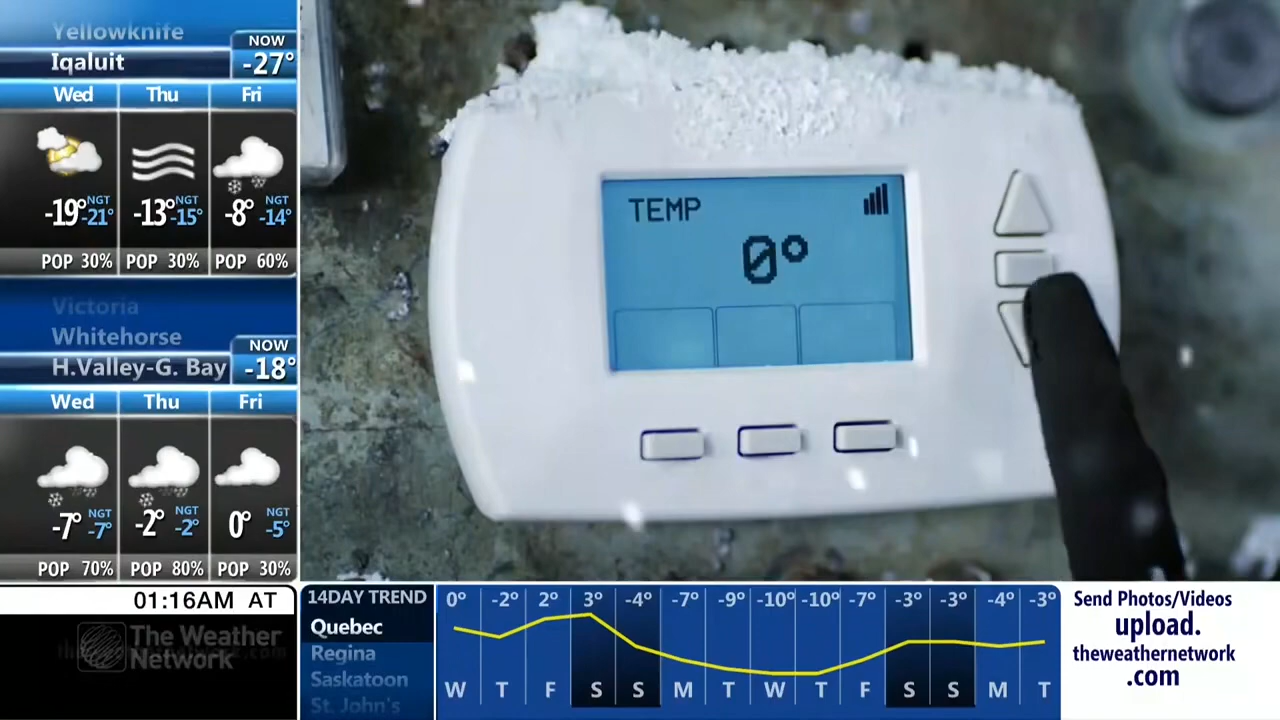 Yellowknife
Iqaluit
NOW
-27°
Wed Thu Fri
-19° NGT -21° -13° NGT -15° -8° NGT -14°
POP 30% POP 30% POP 60%
Victoria
Whitehorse
H.Valley-G. Bay
NOW
-18°
Wed Thu Fri
-7° NGT -7° -2° NGT -2° 0° NGT -5°
POP 70% POP 80% POP 30%
01:16AM AT
The Weather
Network
TEMP
0°
14DAY TREND
Quebec
Regina
Saskatoon
St. John's
0° -2° 2° 3° -4° -7° -9° -10° -10° -7° -3° -3° -4° -3°
W T F S S M T W T F S S M T
Send Photos/Videos
upload.
theweathernetwork
.com